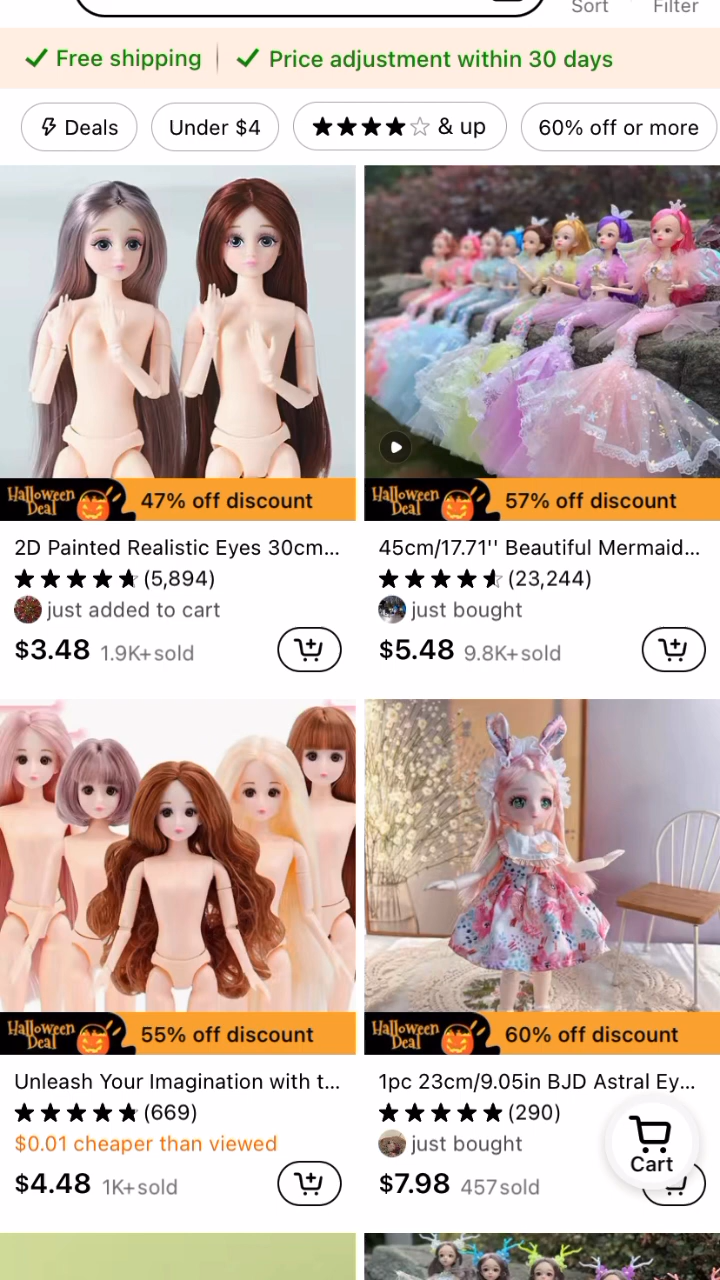 Sort
Filter
Free shipping
Price adjustment within 30 days
Deals
Under $4
& up
60% off or more
Halloween Deal
47% off discount
Halloween Deal
57% off discount
2D Painted Realistic Eyes 30cm...
(5,894)
just added to cart
$3.48 1.9K+sold
45cm/17.71'' Beautiful Mermaid...
(23,244)
just bought
$5.48 9.8K+sold
Halloween Deal
55% off discount
Halloween Deal
60% off discount
Unleash Your Imagination with t...
(669)
$0.01 cheaper than viewed
$4.48 1K+sold
1pc 23cm/9.05in BJD Astral Ey...
(290)
just bought
$7.98 457sold
Cart